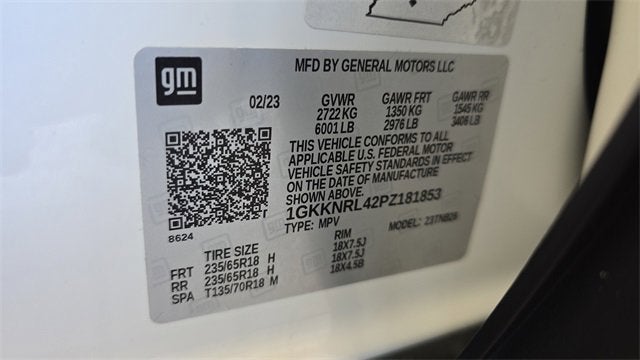 gm
MFD BY GENERAL MOTORS LLC
02/23 GVWR GAWR FRT GAWR RR
2722 KG 1350 KG 1545 KG
6001 LB 2976 LB 3406 LB
THIS VEHICLE CONFORMS TO ALL
APPLICABLE U.S. FEDERAL MOTOR
VEHICLE SAFETY STANDARDS IN EFFECT
ON THE DATE OF MANUFACTURE
SHOWN ABOVE.
1GKKNRL42PZ181853
TYPE: MPV MODEL: 23TNB26
8624
TIRE SIZE RIM
FRT 235/65R18 H 18X7.5J
RR 235/65R18 H 18X7.5J
SPA T135/70R18 M 18X4.5B